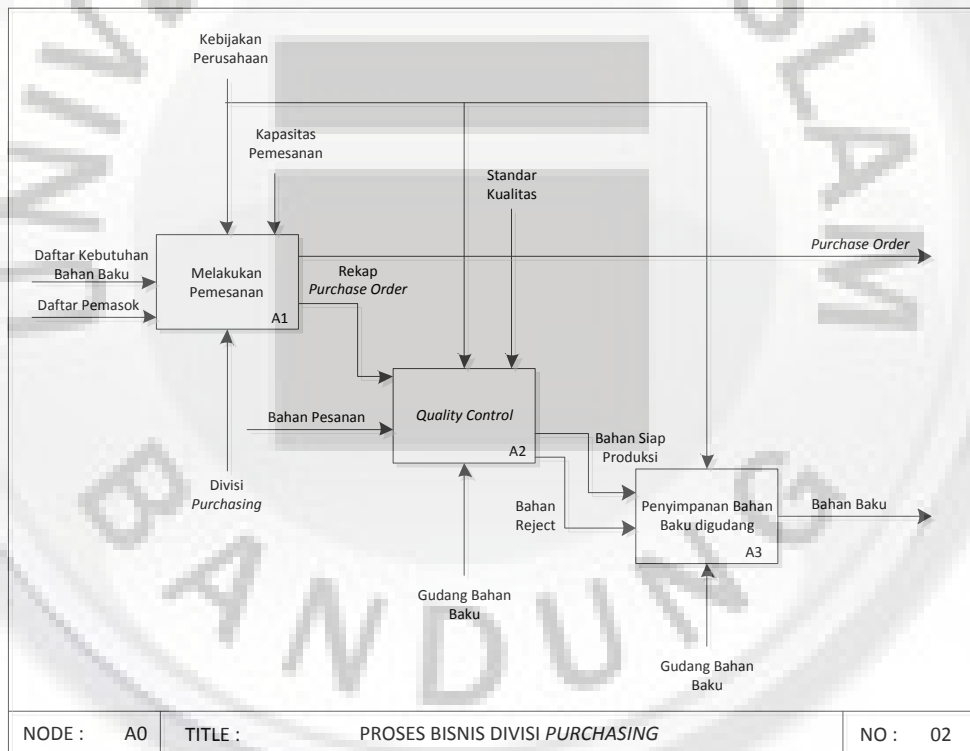 Kebijakan
Perusahaan
Kapasitas
Pemesanan
Standar
Kualitas
Daftar Kebutuhan
Bahan Baku
Daftar Pemasok
Melakukan
Pemesanan
A1
Purchase Order
Rekap
Purchase Order
Bahan Pesanan
Quality Control
A2
Divisi
Purchasing
Bahan Siap
Produksi
Bahan
Reject
Penyimpanan Bahan
Baku digudang
A3
Bahan Baku
Gudang Bahan
Baku
Gudang Bahan
Baku
BANDUNG
NODE : A0 TITLE : PROSES BISNIS DIVISI PURCHASING NO : 02